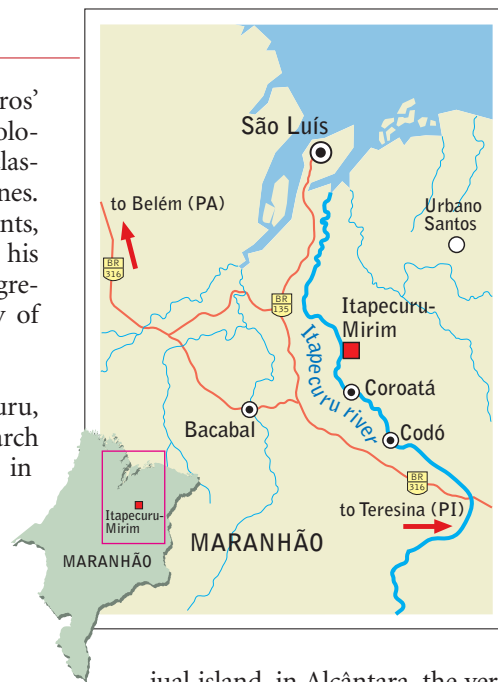 ros'
olo-
las-
nes.
nts,
his
gre-
y of
uru,
arch
in
São Luís
to Belém (PA)
Urbano
Santos
BR
316
BR
135
Itapecuru-
Mirim
Itapecuru river
Coroatá
Bacabal
Codó
BR
316
to Teresina (PI)
MARANHÃO
Itapecuru-
Mirim
MARANHÃO
jual island, in Alcântara, the ver